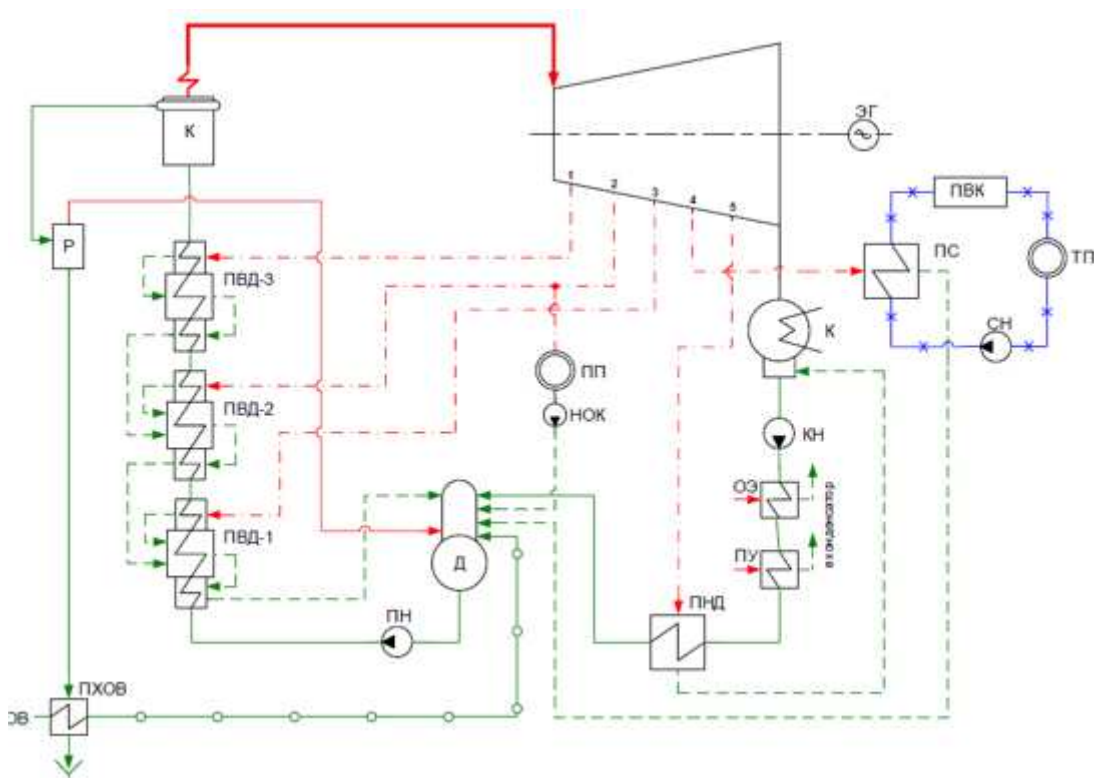 ЭГ
К
1
2
3
4
5
ПВК
Р
ПС
ТП
ПВД-3
СН
К
ПП
ПВД-2
НОК
КН
ОЭ
ПВД-1
ПУ
в конденсатор
Д
ПН
ПНД
ПХОВ
ОВ